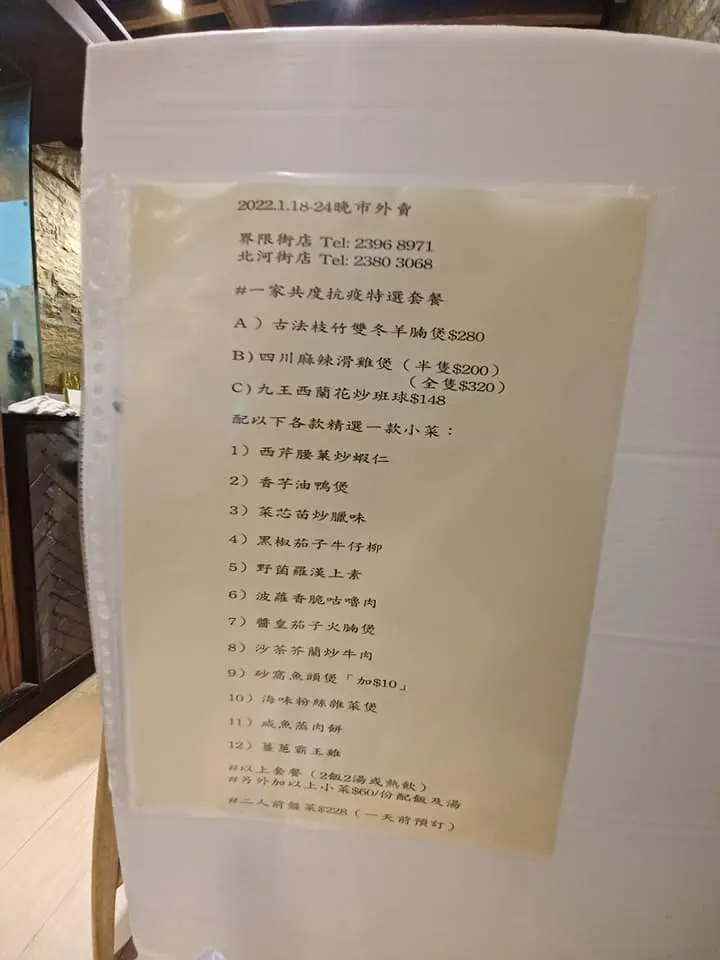 2022.1.18-24晚市外賣
界限街店 Tel: 2396 8971
北河街店 Tel: 2380 3068
#一家共度抗疫特選套餐
A ） 古法枝竹雙冬羊腩煲$280
B) 四川麻辣滑雞煲（半隻$200）
（全隻$320）
C) 九王西蘭花炒班球$148
配以下各款精選一款小菜：
1） 西芹腰菓炒蝦仁
2） 香芋油鴨煲
3） 菜芯苗炒臘味
4） 黑椒茄子牛仔柳
5） 野菌羅漢上素
6） 波蘿香脆咕嚕肉
7） 醬皇茄子火腩煲
8） 沙茶芥蘭炒牛肉
9） 砂窩魚頭煲「加$10」
10） 海味粉絲雜菜煲
11） 咸魚蒸肉餅
12） 薑蔥霸王雞
#以上套餐（2飯2湯或熱飲）
#另外加以上小菜$60/份配飯及湯
#二人前盤菜$228（一天前預訂）